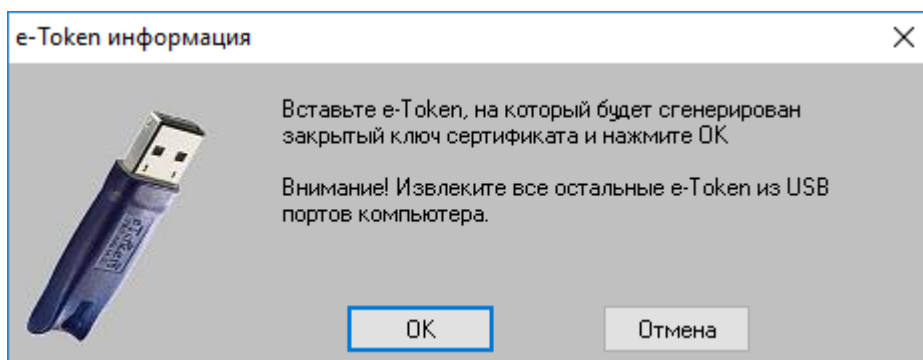 e-Token информация
Вставьте e-Token, на который будет сгенерирован
закрытый ключ сертификата и нажмите OK
Внимание! Извлеките все остальные e-Token из USB
портов компьютера.
eToken
OK
Отмена